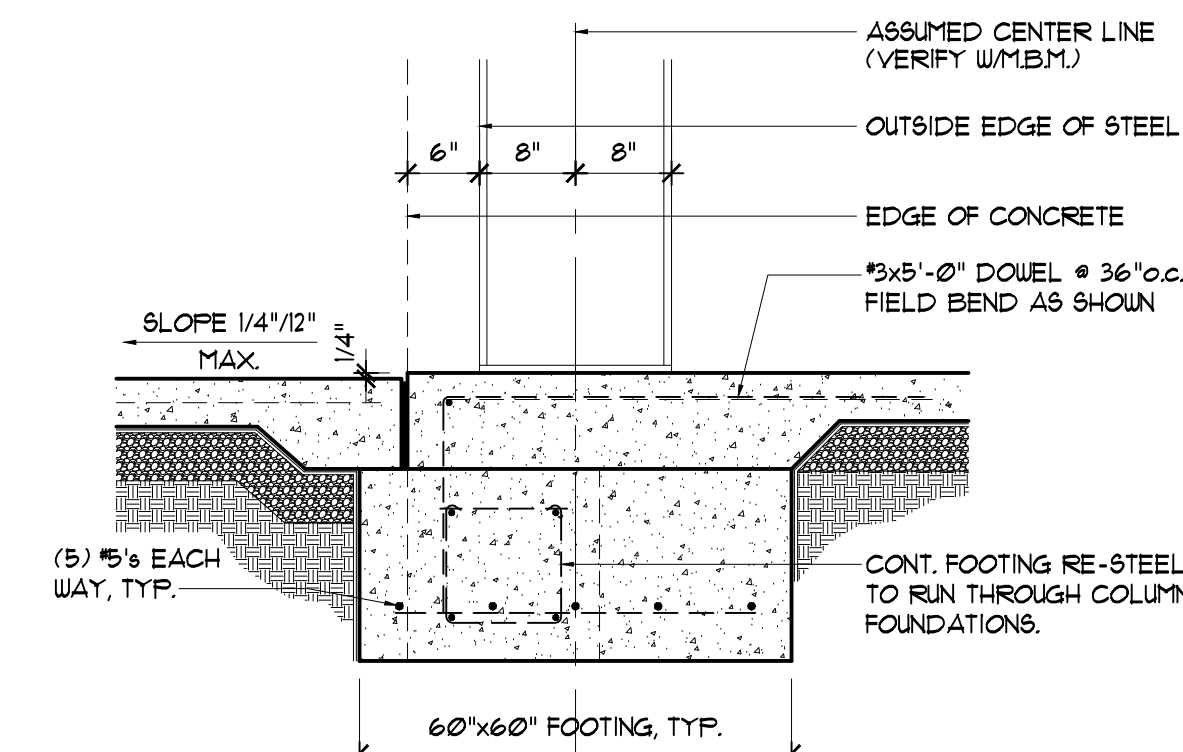 ASSUMED CENTER LINE
(VERIFY W/M.B.M.)
OUTSIDE EDGE OF STEEL
6" 8" 8"
EDGE OF CONCRETE
#3x5'-0" DOWEL @ 36"o.c.
FIELD BEND AS SHOWN
SLOPE 1/4"/12"
MAX.
1/4"
(5) #5's EACH
WAY, TYP.
CONT. FOOTING RE-STEEL
TO RUN THROUGH COLUMN
FOUNDATIONS.
60"x60" FOOTING, TYP.